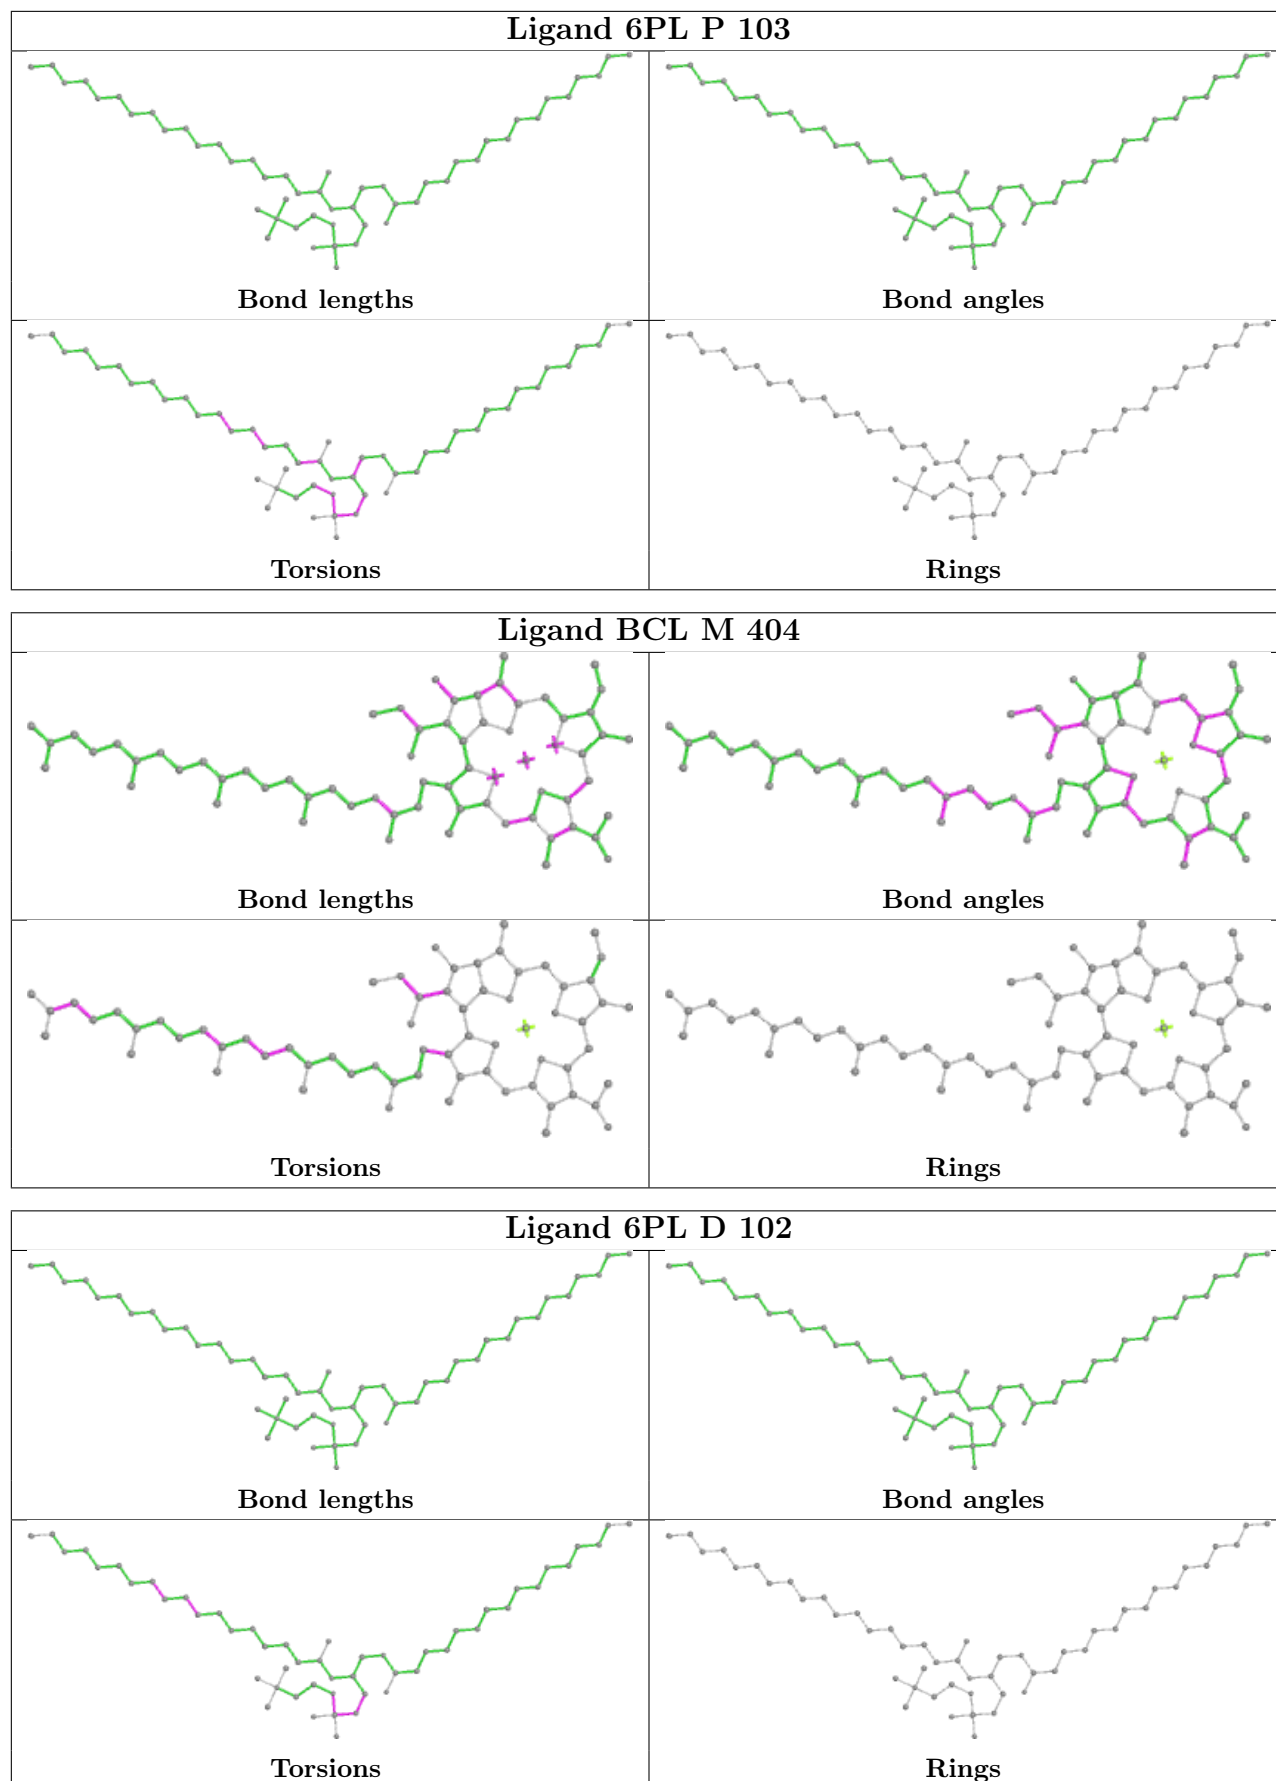 Ligand 6PL P 103
Bond lengths
Bond angles
Torsions
Rings
Ligand BCL M 404
Bond lengths
Bond angles
Torsions
Rings
Ligand 6PL D 102
Bond lengths
Bond angles
Torsions
Rings